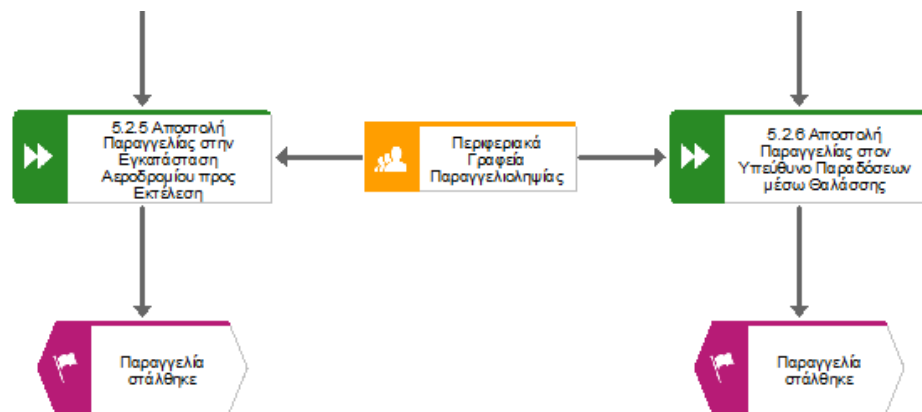 5.2.5 Αποστολή
Παραγγελίας στην
Εγκατάσταση
Αεροδρομίου προς
Εκτέλεση
Περιφεριακά
Γραφεία
Παραγγελιοληψίας
5.2.6 Αποστολή
Παραγγελίας στον
Υπεύθυνο Παραδόσεων
μέσω Θαλάσσης
Παραγγελία
στάλθηκε
Παραγγελία
στάλθηκε